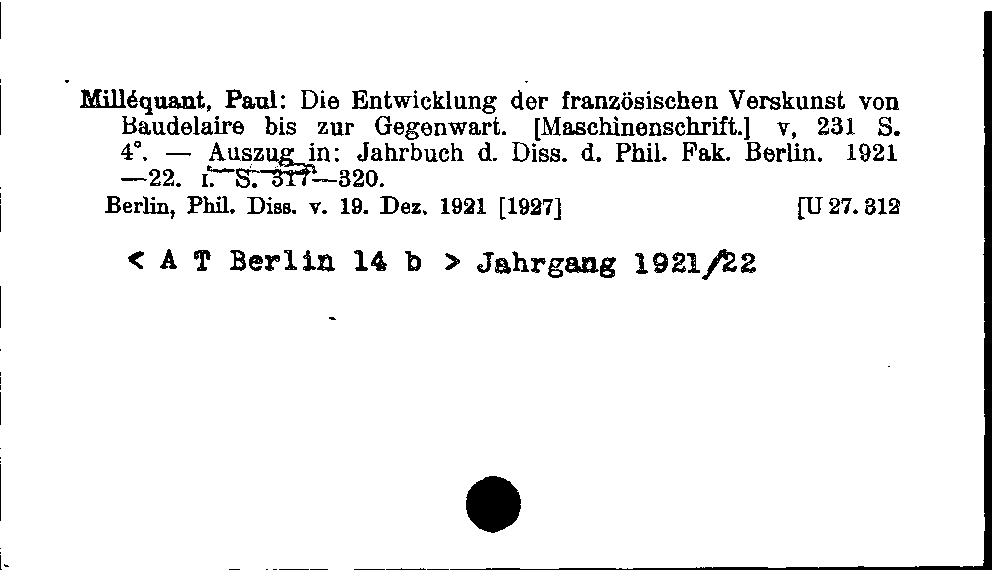 Milléquant, Paul: Die Entwicklung der französischen Verskunst von
Baudelaire bis zur Gegenwart. [Maschinenschrift.] v, 231 S.
4°. — Auszug in: Jahrbuch d. Diss. d. Phil. Fak. Berlin. 1921
—22. I. S. 317—320.
Berlin, Phil. Diss. v. 19. Dez. 1921 [1927] [U 27. 312
< A T Berlin 14 b > Jahrgang 1921/22